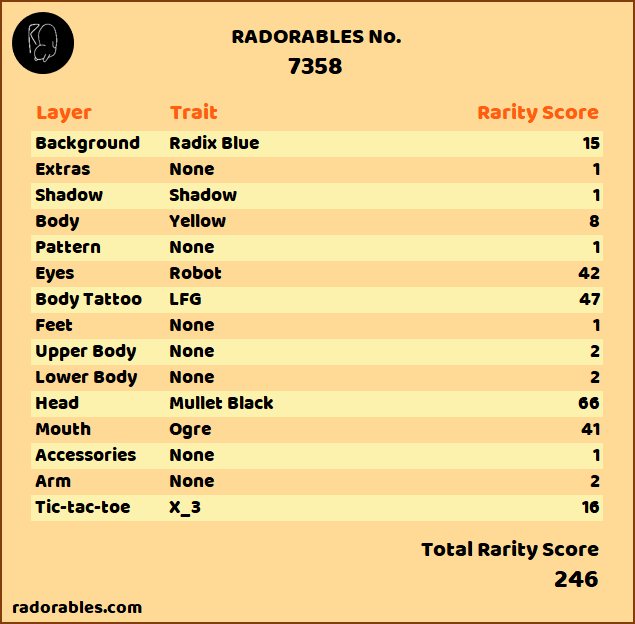 RADORABLES No.
7358
Layer Trait Rarity Score
Background Radix Blue 15
Extras None 1
Shadow Shadow 1
Body Yellow 8
Pattern None 1
Eyes Robot 42
Body Tattoo LFG 47
Feet None 1
Upper Body None 2
Lower Body None 2
Head Mullet Black 66
Mouth Ogre 41
Accessories None 1
Arm None 2
Tic-tac-toe X_3 16
Total Rarity Score
246
radorables.com